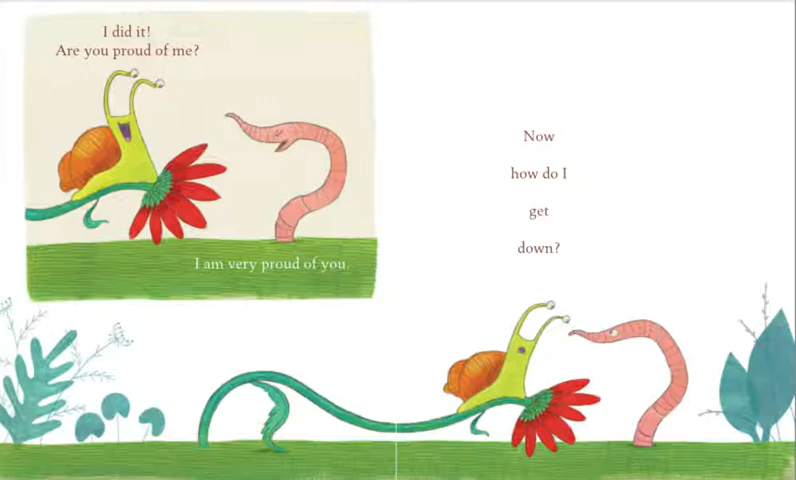 I did it!
Are you proud of me?
I am very proud of you.
Now
how do I
get
down?